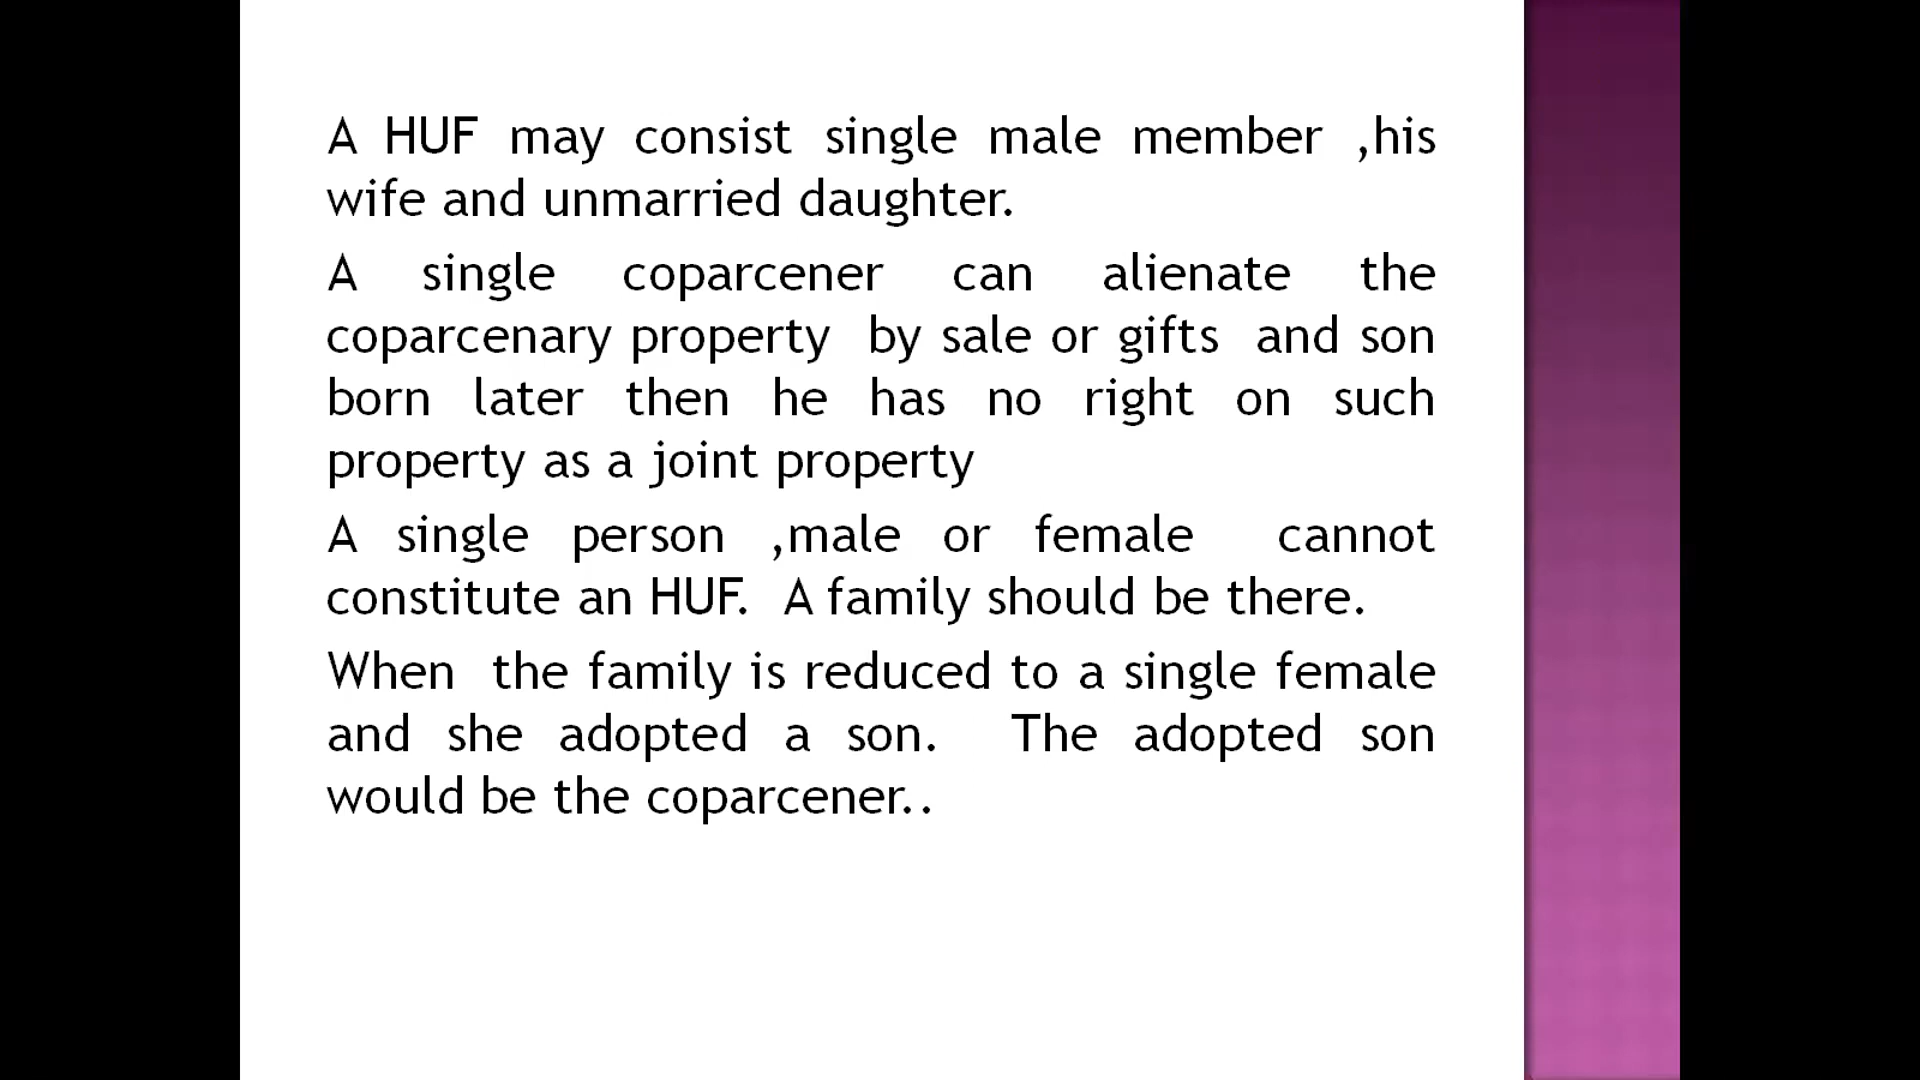 A HUF may consist single male member ,his
wife and unmarried daughter.
A single coparcener can alienate the
coparcenary property by sale or gifts and son
born later then he has no right on such
property as a joint property
A single person ,male or female cannot
constitute an HUF. A family should be there.
When the family is reduced to a single female
and she adopted a son. The adopted son
would be the coparcener..